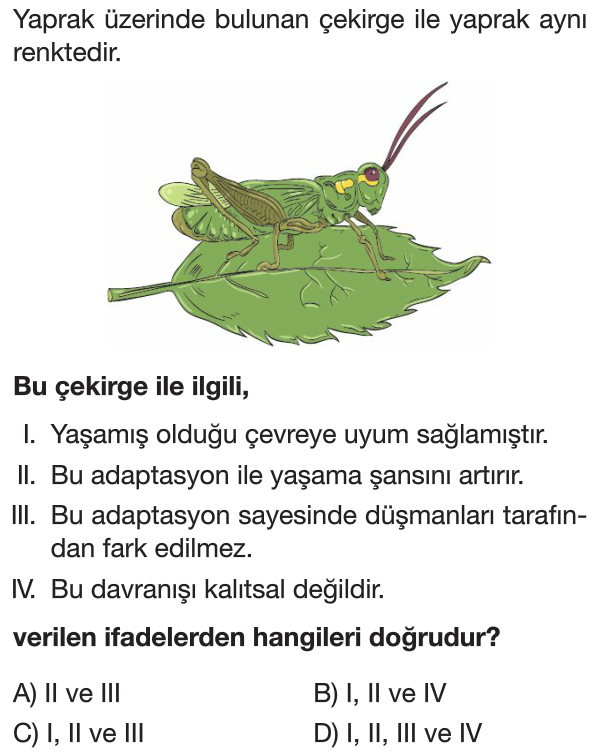 Yaprak üzerinde bulunan çekirge ile yaprak aynı
renktedir.
Bu çekirge ile ilgili,
I. Yaşamış olduğu çevreye uyum sağlamıştır.
II. Bu adaptasyon ile yaşama şansını artırır.
III. Bu adaptasyon sayesinde düşmanları tarafın-
dan fark edilmez.
IV. Bu davranışı kalıtsal değildir.
verilen ifadelerden hangileri doğrudur?
A) II ve III B) I, II ve IV
C) I, II ve III D) I, II, III ve IV